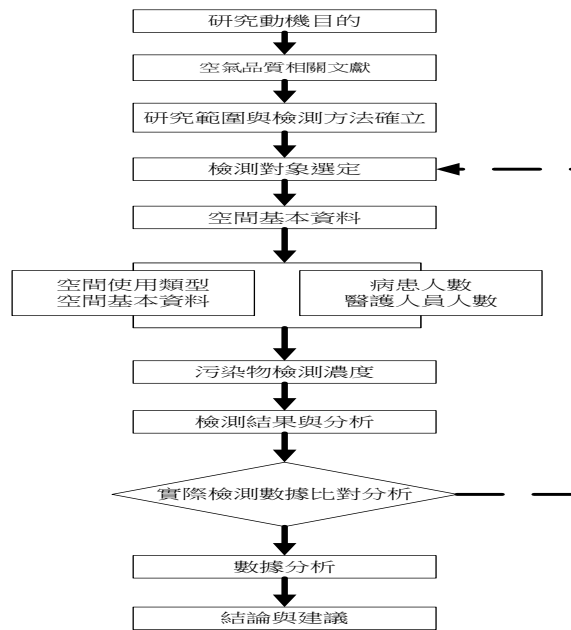 研究動機目的
空氣品質相關文獻
研究範圍與檢測方法確立
檢測對象選定
空間基本資料
空間使用類型
空間基本資料
病患人數
醫護人員人數
污染物檢測濃度
檢測結果與分析
實際檢測數據比對分析
數據分析
結論與建議